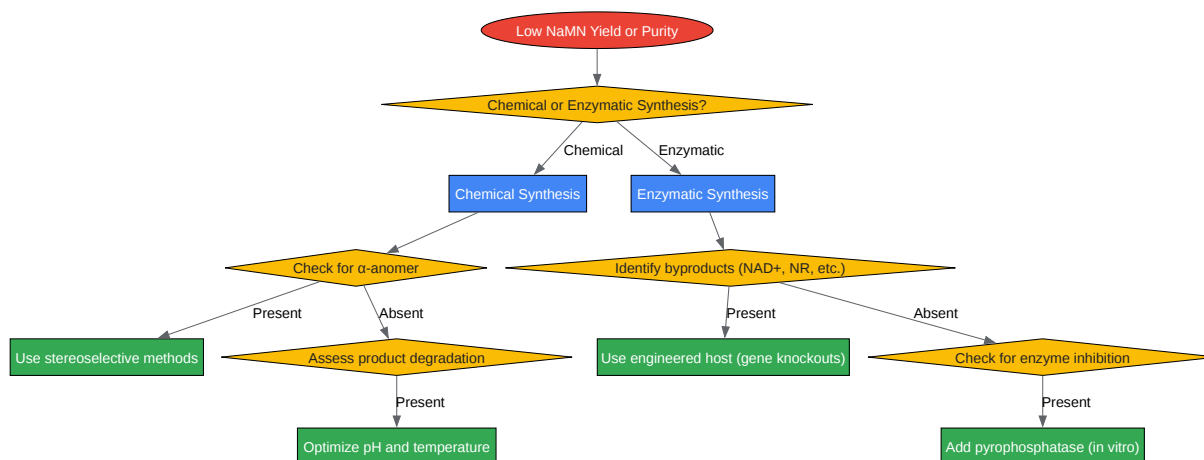 Low NaMN Yield or Purity
Chemical or Enzymatic Synthesis?
Chemical
Enzymatic
Chemical Synthesis
Enzymatic Synthesis
Check for α-anomer
Identify byproducts (NAD+, NR, etc.)
Present
Absent
Present
Absent
Use stereoselective methods
Assess product degradation
Use engineered host (gene knockouts)
Check for enzyme inhibition
Present
Present
Optimize pH and temperature
Add pyrophosphatase (in vitro)